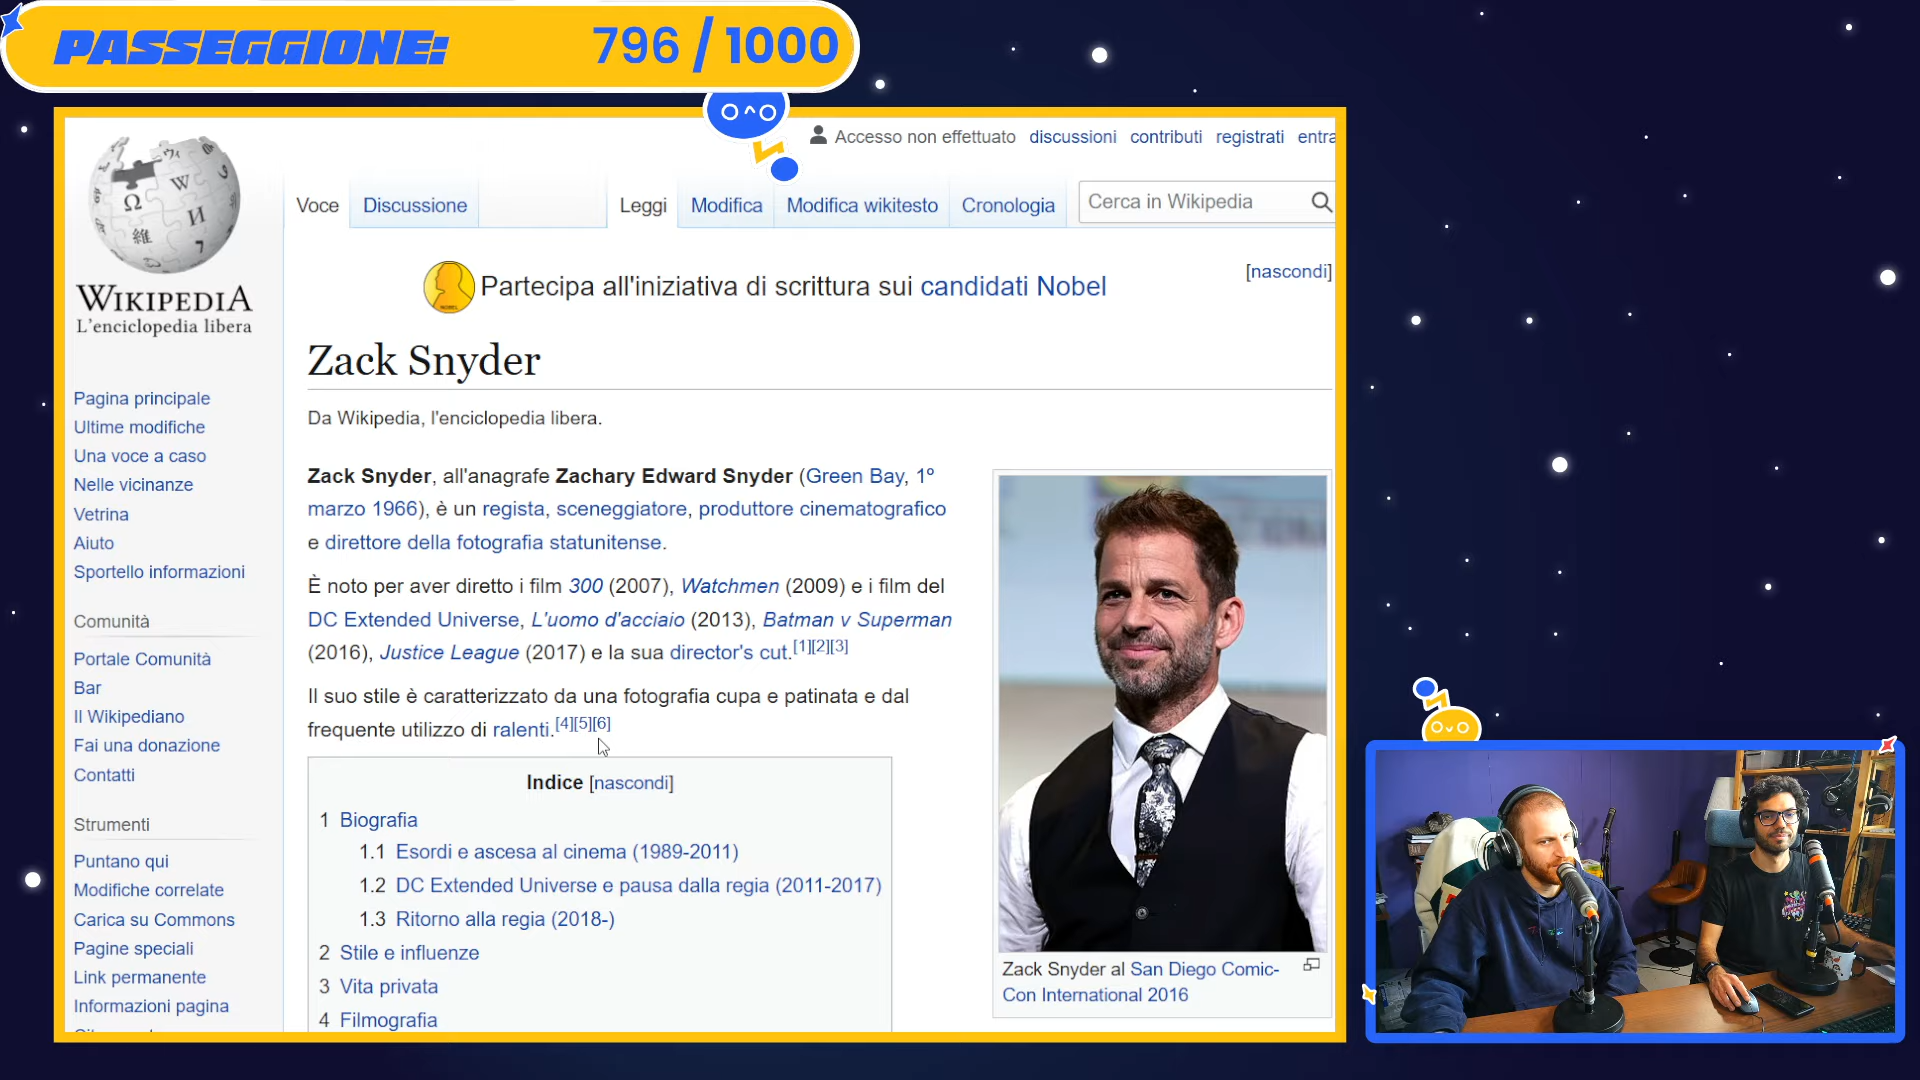 PASSEGGIONE: 796 / 1000
Accesso non effettuato discussioni contributi registrati entra
Voce Discussione Leggi Modifica Modifica wikitesto Cronologia Cerca in Wikipedia
WIKIPEDIA
L'enciclopedia libera
Partecipa all'iniziativa di scrittura sui candidati Nobel
[nascondi]
Zack Snyder
Da Wikipedia, l'enciclopedia libera.
Zack Snyder, all'anagrafe Zachary Edward Snyder (Green Bay, 1º
marzo 1966), è un regista, sceneggiatore, produttore cinematografico
e direttore della fotografia statunitense.
È noto per aver diretto i film 300 (2007), Watchmen (2009) e i film del
DC Extended Universe, L'uomo d'acciaio (2013), Batman v Superman
(2016), Justice League (2017) e la sua director's cut.[1][2][3]
Il suo stile è caratterizzato da una fotografia cupa e patinata e dal
frequente utilizzo di ralenti.[4][5][6]
Indice [nascondi]
1 Biografia
1.1 Esordi e ascesa al cinema (1989-2011)
1.2 DC Extended Universe e pausa dalla regia (2011-2017)
1.3 Ritorno alla regia (2018-)
2 Stile e influenze
3 Vita privata
4 Filmografia
Zack Snyder al San Diego Comic-
Con International 2016
Pagina principale
Ultime modifiche
Una voce a caso
Nelle vicinanze
Vetrina
Aiuto
Sportello informazioni
Comunità
Portale Comunità
Bar
Il Wikipediano
Fai una donazione
Contatti
Strumenti
Puntano qui
Modifiche correlate
Carica su Commons
Pagine speciali
Link permanente
Informazioni pagina